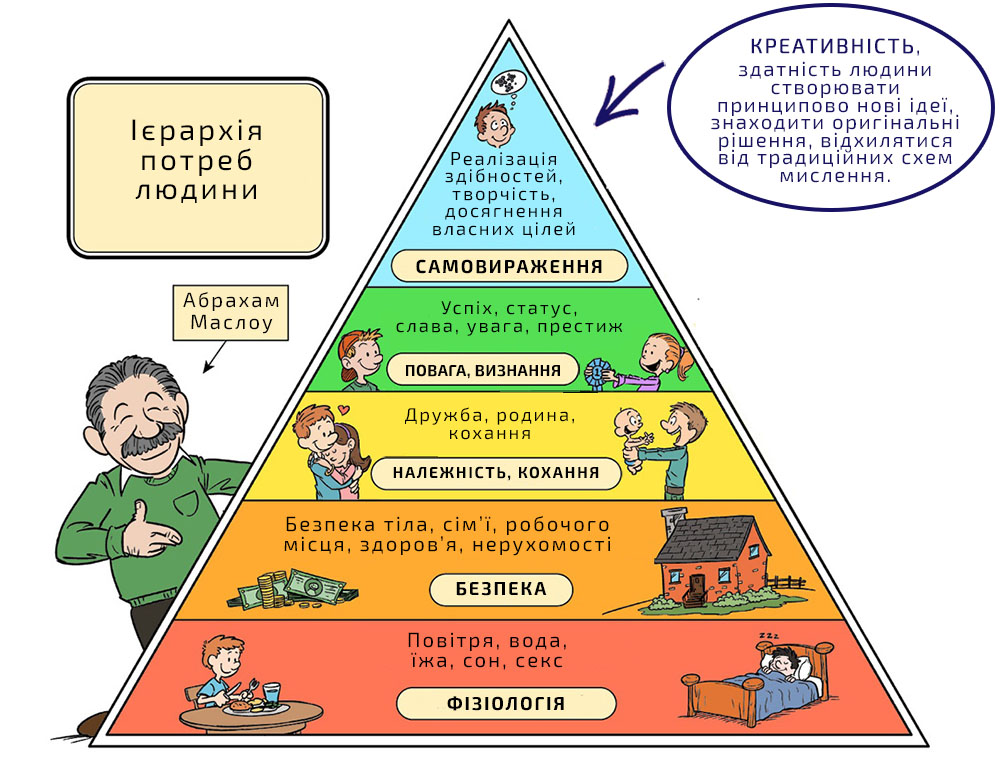 Ієрархія
потреб
людини
КРЕАТИВНІСТЬ,
здатність людини
створювати
принципово нові ідеї,
знаходити оригінальні
рішення, відхилятися
від традиційних схем
мислення.
Абрахам
Маслоу
Реалізація
здібностей,
творчість,
досягнення
власних цілей
САМОВИРАЖЕННЯ
Успіх, статус,
слава, увага, престиж
ПОВАГА, ВИЗНАННЯ
1
Дружба, родина,
кохання
НАЛЕЖНІСТЬ, КОХАННЯ
Безпека тіла, сім’ї, робочого
місця, здоров’я, нерухомості
БЕЗПЕКА
Повітря, вода,
їжа, сон, секс
ФІЗІОЛОГІЯ
zzz